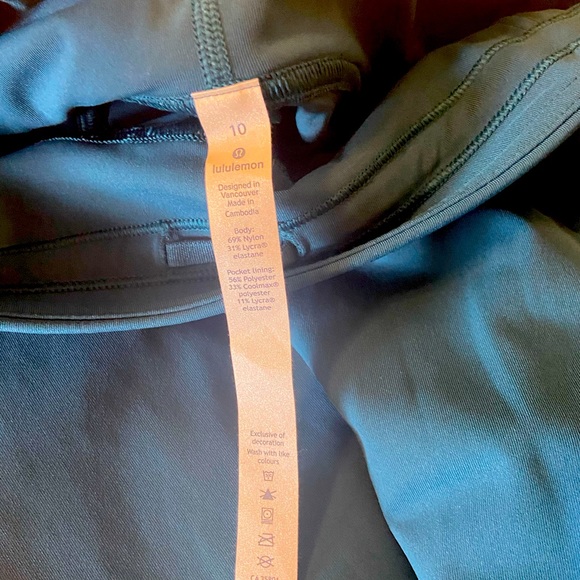 10
lululemon
Designed in
Vancouver
Made in
Cambodia
Body:
69% Nylon
31% Lycra®
elastane
Pocket lining:
56% Polyester
33% Coolmax®
polyester
11% Lycra®
elastane
Exclusive of
decoration
Wash with like
colours